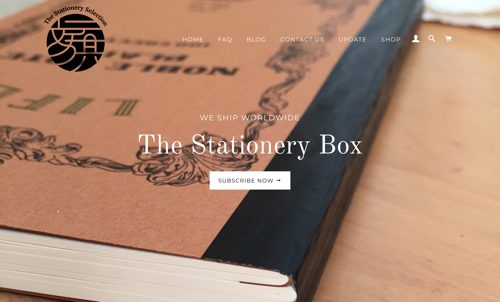 The Stationery Selection
HOME FAQ BLOG CONTACT US UPDATE SHOP
WE SHIP WORLDWIDE
The Stationery Box
SUBSCRIBE NOW ➞
NOBLE
LIFE